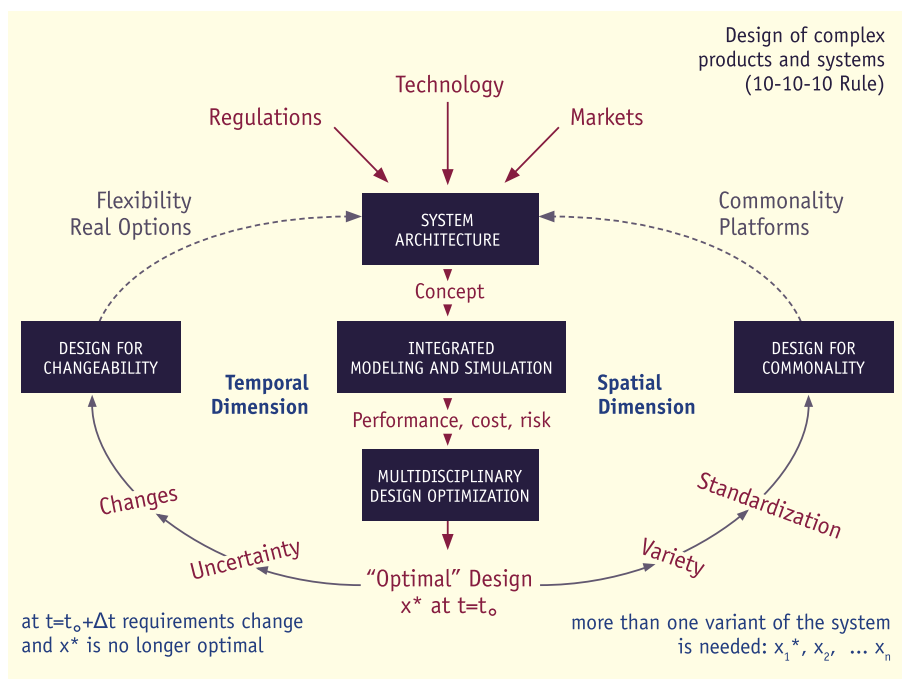 Design of complex
products and systems
(10-10-10 Rule)
Technology
Regulations
Markets
Flexibility
Real Options
SYSTEM
ARCHITECTURE
Commonality
Platforms
Concept
DESIGN FOR
CHANGEABILITY
INTEGRATED
MODELING AND SIMULATION
DESIGN FOR
COMMONALITY
Temporal
Dimension
Spatial
Dimension
Performance, cost, risk
MULTIDISCIPLINARY
DESIGN OPTIMIZATION
Changes
Standardization
Uncertainty
Variety
“Optimal” Design
x* at t=t₀
at t=t₀+Δt requirements change
and x* is no longer optimal
more than one variant of the system
is needed: x₁*, x₂, ... xₙ